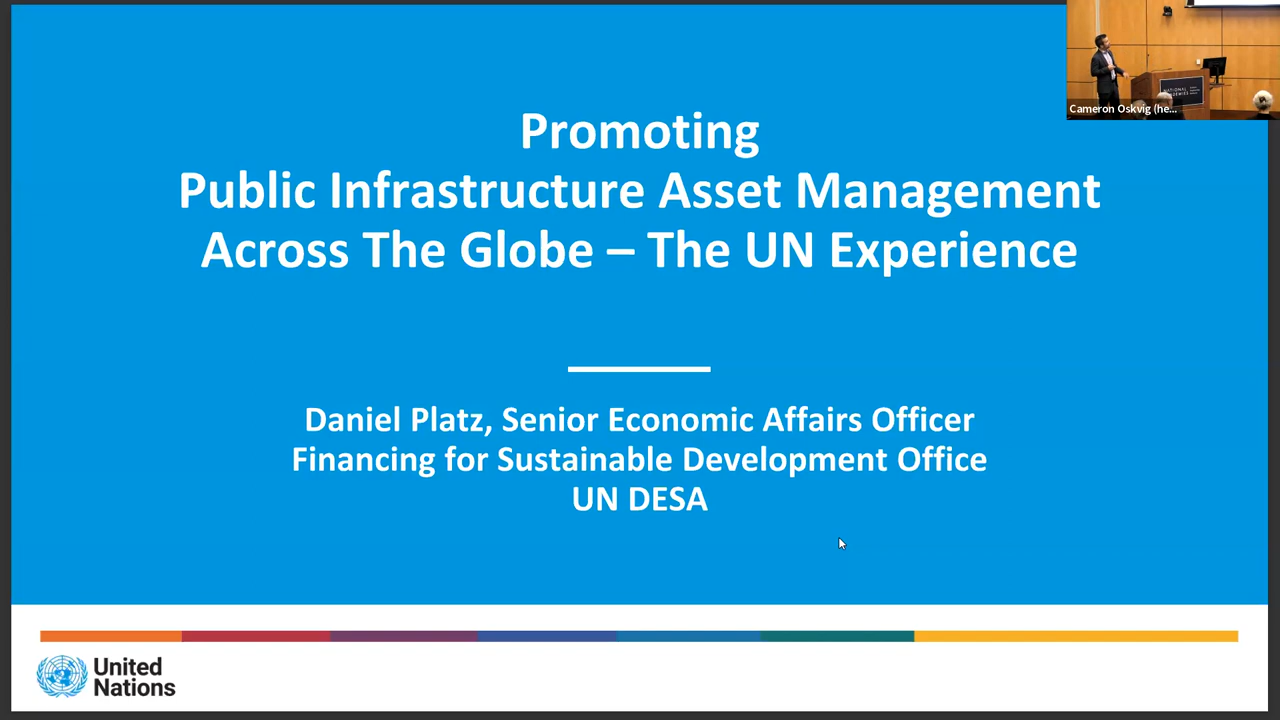 Promoting
Public Infrastructure Asset Management
Across The Globe – The UN Experience
Daniel Platz, Senior Economic Affairs Officer
Financing for Sustainable Development Office
UN DESA
United
Nations
Cameron Oskvig (he...
NATIONAL